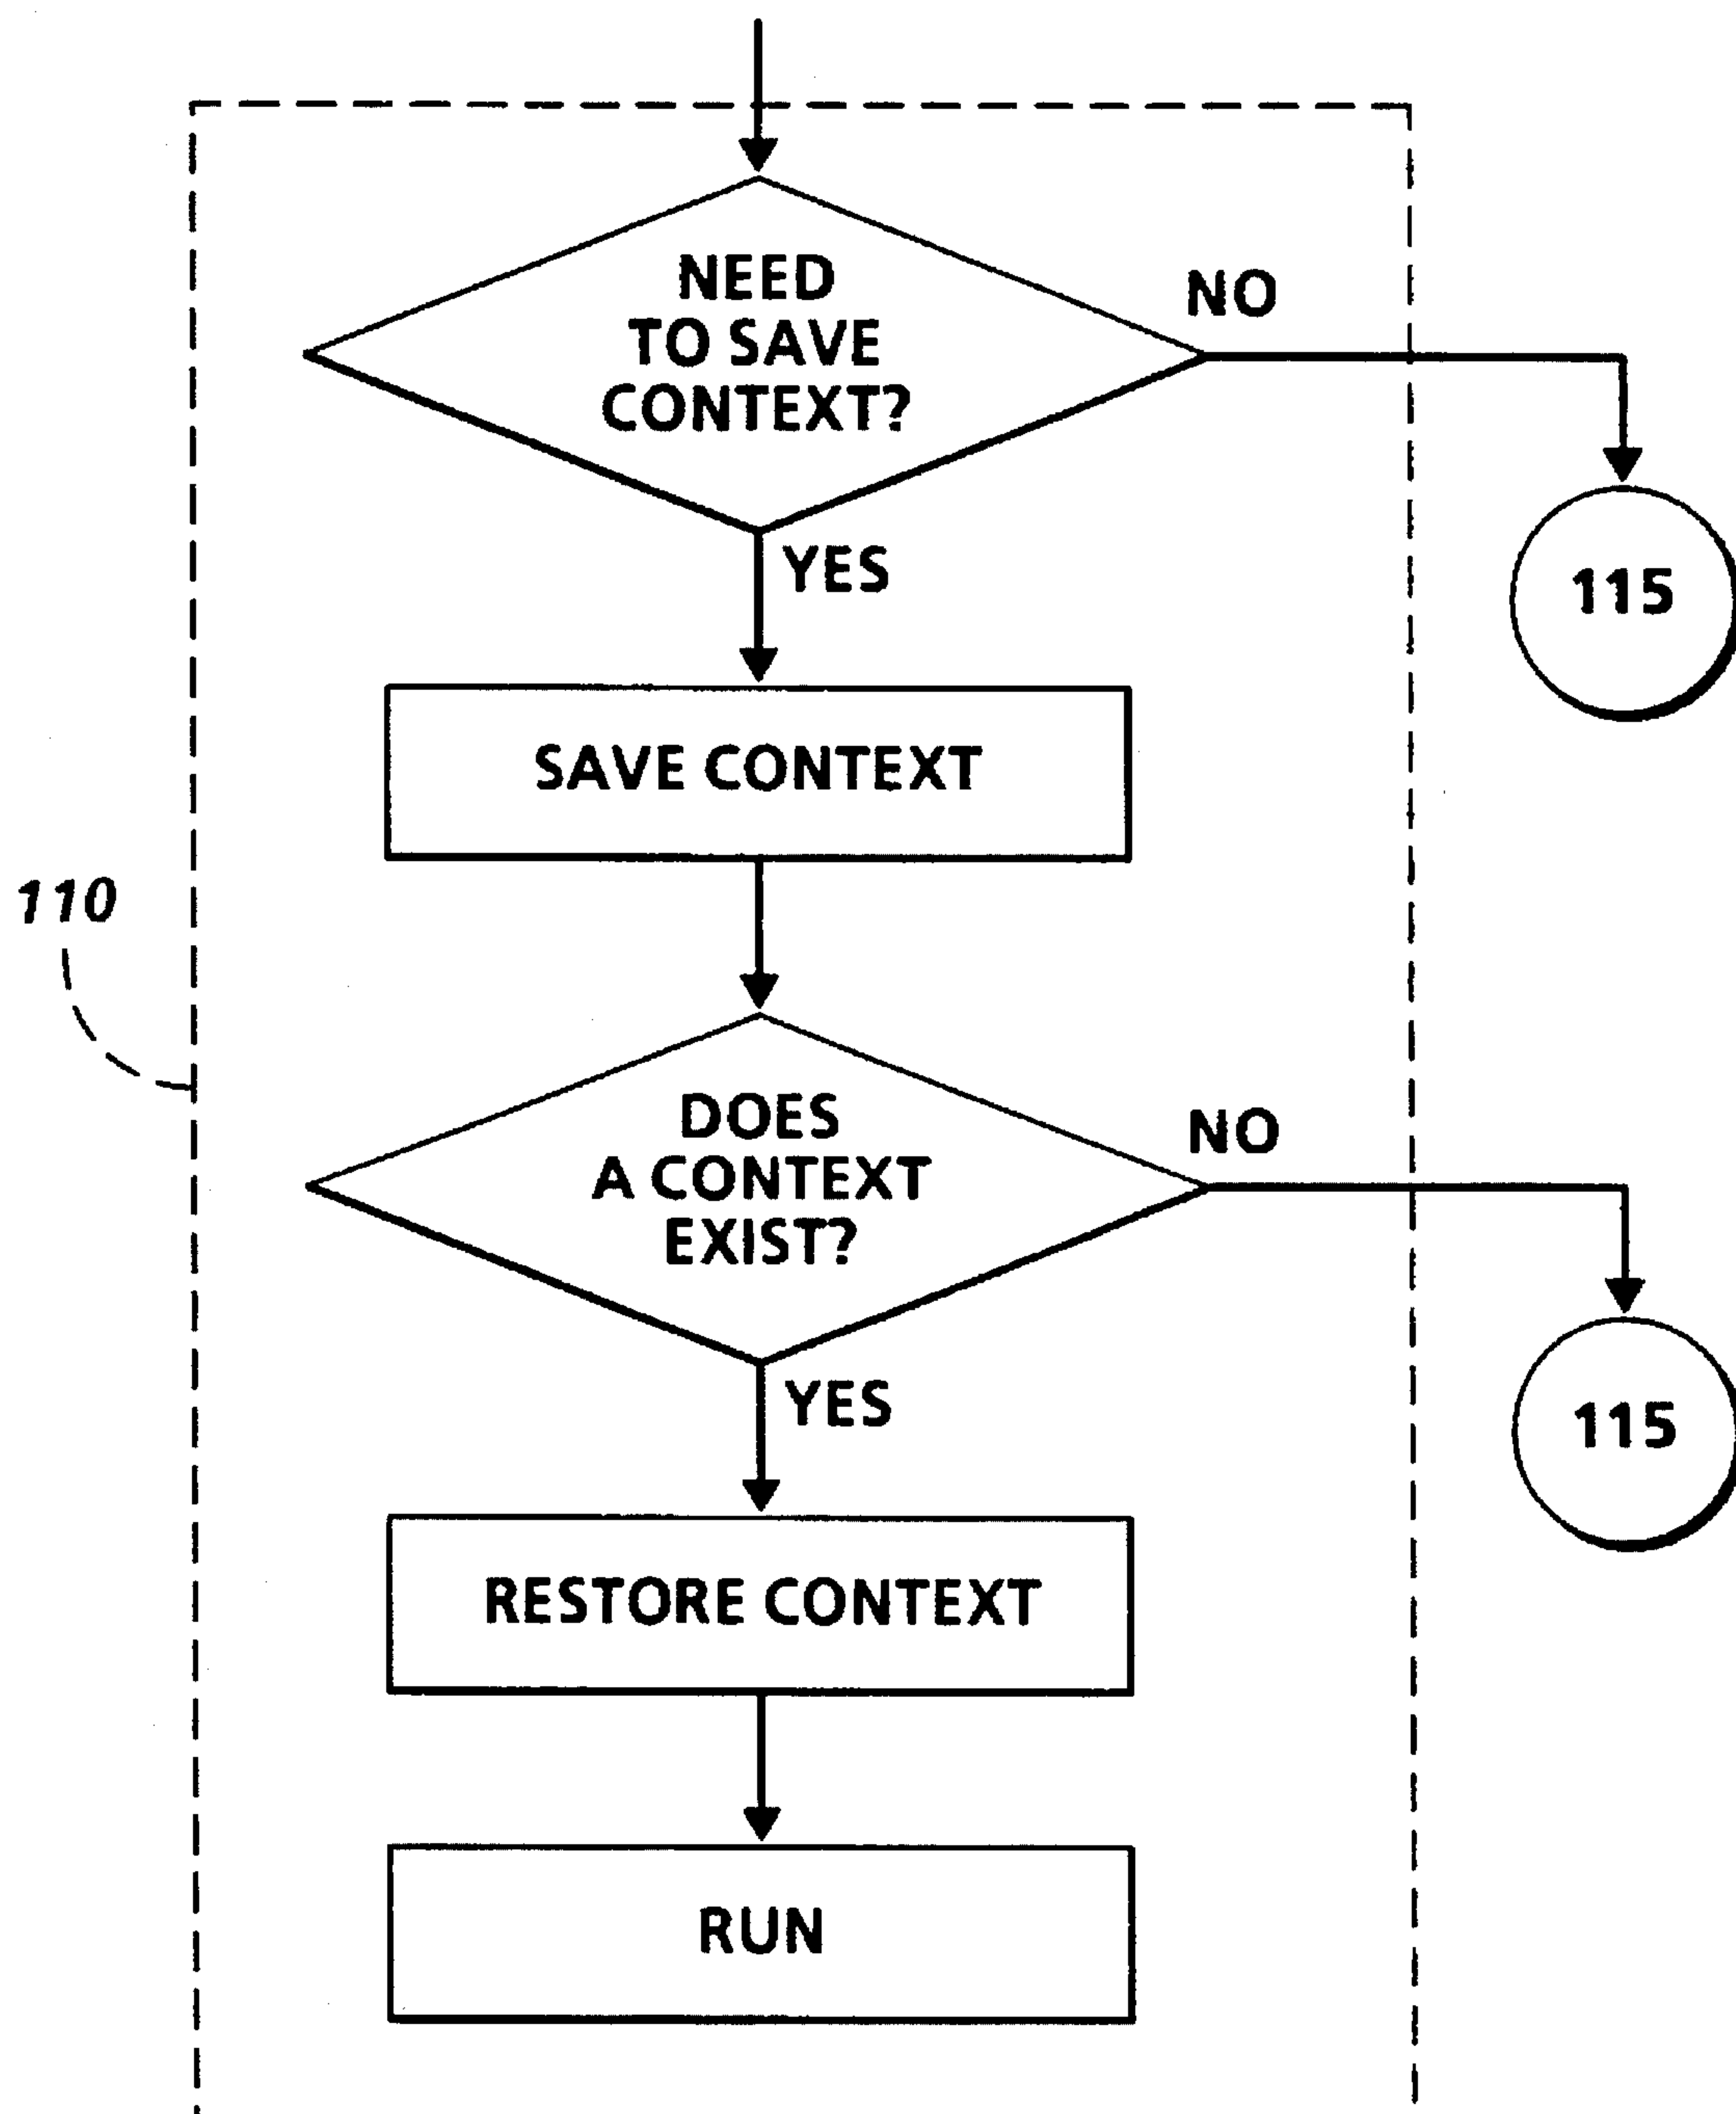 NEED
TO SAVE
CONTEXT?
NO
YES
115
SAVE CONTEXT
110
DOES
A CONTEXT
EXIST?
NO
YES
115
RESTORE CONTEXT
RUN